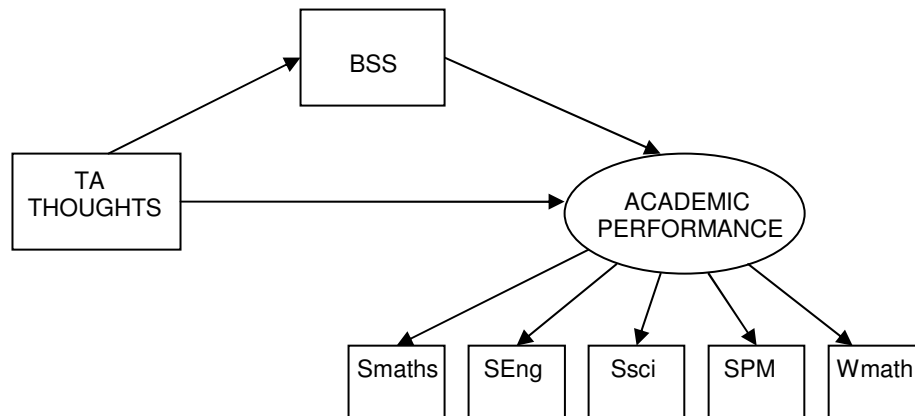 BSS
TA
THOUGHTS
ACADEMIC
PERFORMANCE
Smaths
SEng
Ssci
SPM
Wmath